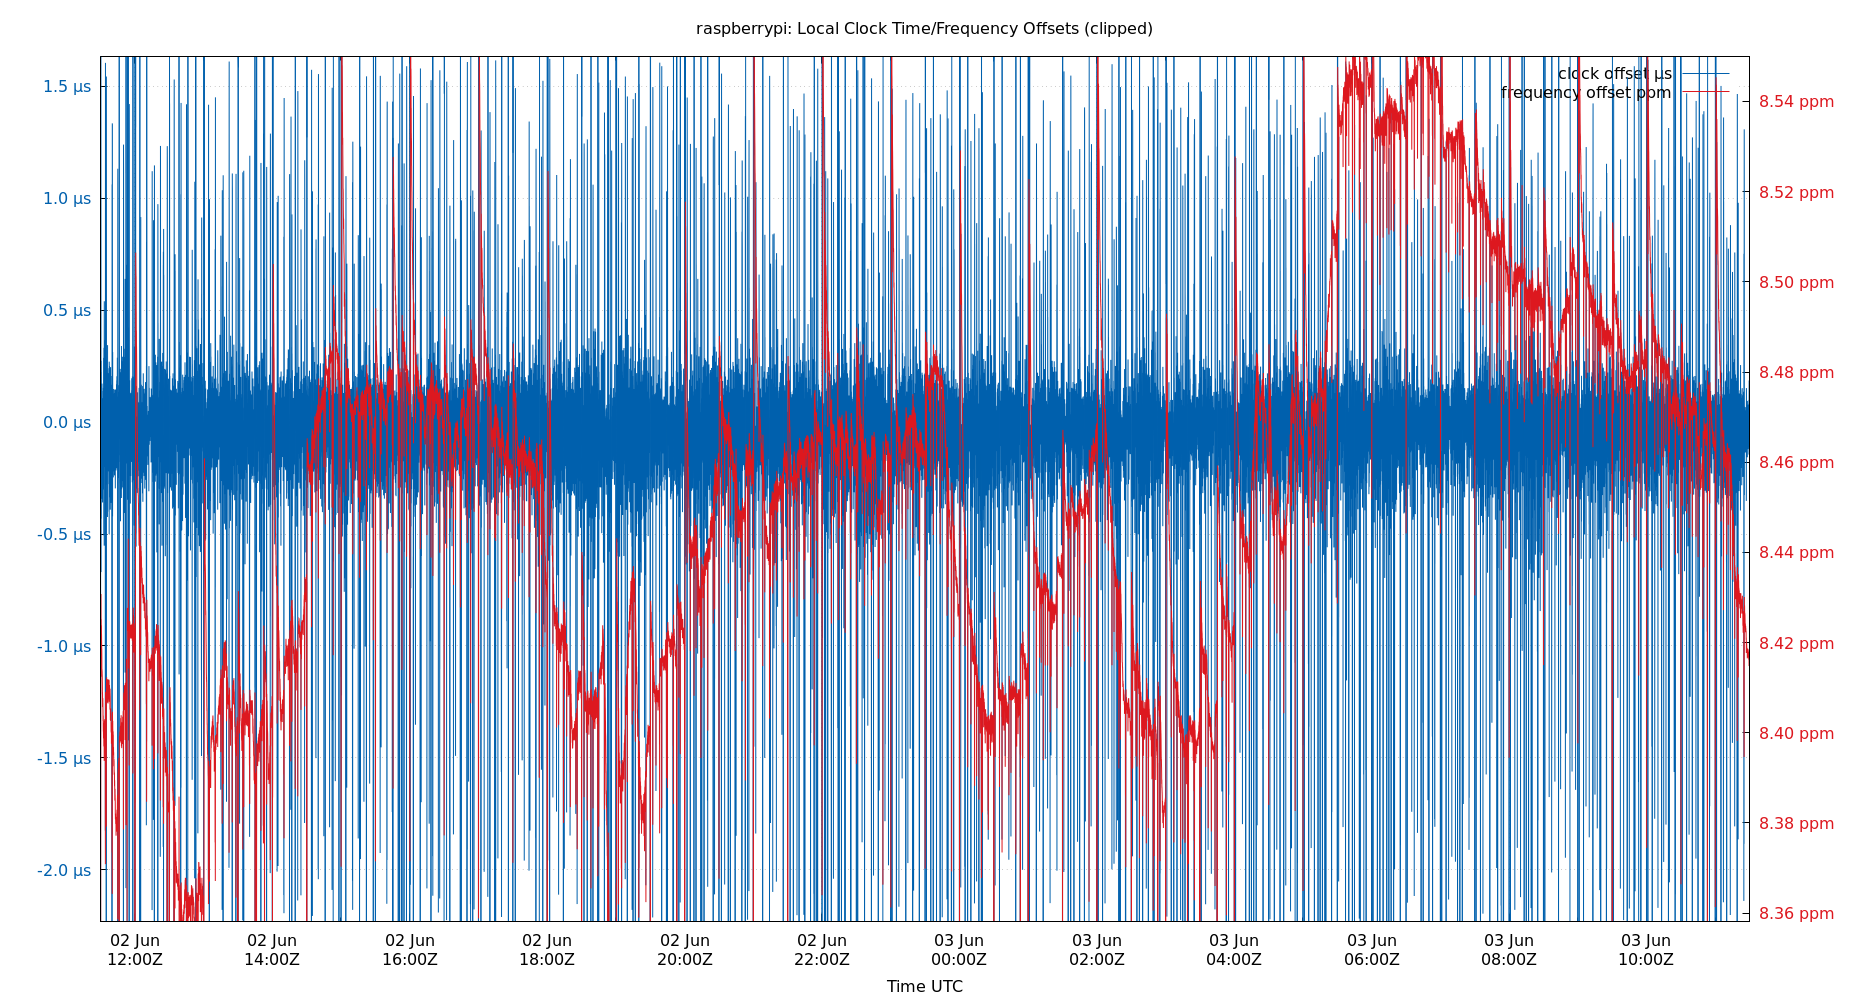 raspberrypi: Local Clock Time/Frequency Offsets (clipped)
clock offset µs
frequency offset ppm
1.5 µs
1.0 µs
0.5 µs
0.0 µs
-0.5 µs
-1.0 µs
-1.5 µs
-2.0 µs
8.54 ppm
8.52 ppm
8.50 ppm
8.48 ppm
8.46 ppm
8.44 ppm
8.42 ppm
8.40 ppm
8.38 ppm
8.36 ppm
02 Jun
12:00Z
02 Jun
14:00Z
02 Jun
16:00Z
02 Jun
18:00Z
02 Jun
20:00Z
02 Jun
22:00Z
03 Jun
00:00Z
03 Jun
02:00Z
03 Jun
04:00Z
03 Jun
06:00Z
03 Jun
08:00Z
03 Jun
10:00Z
Time UTC